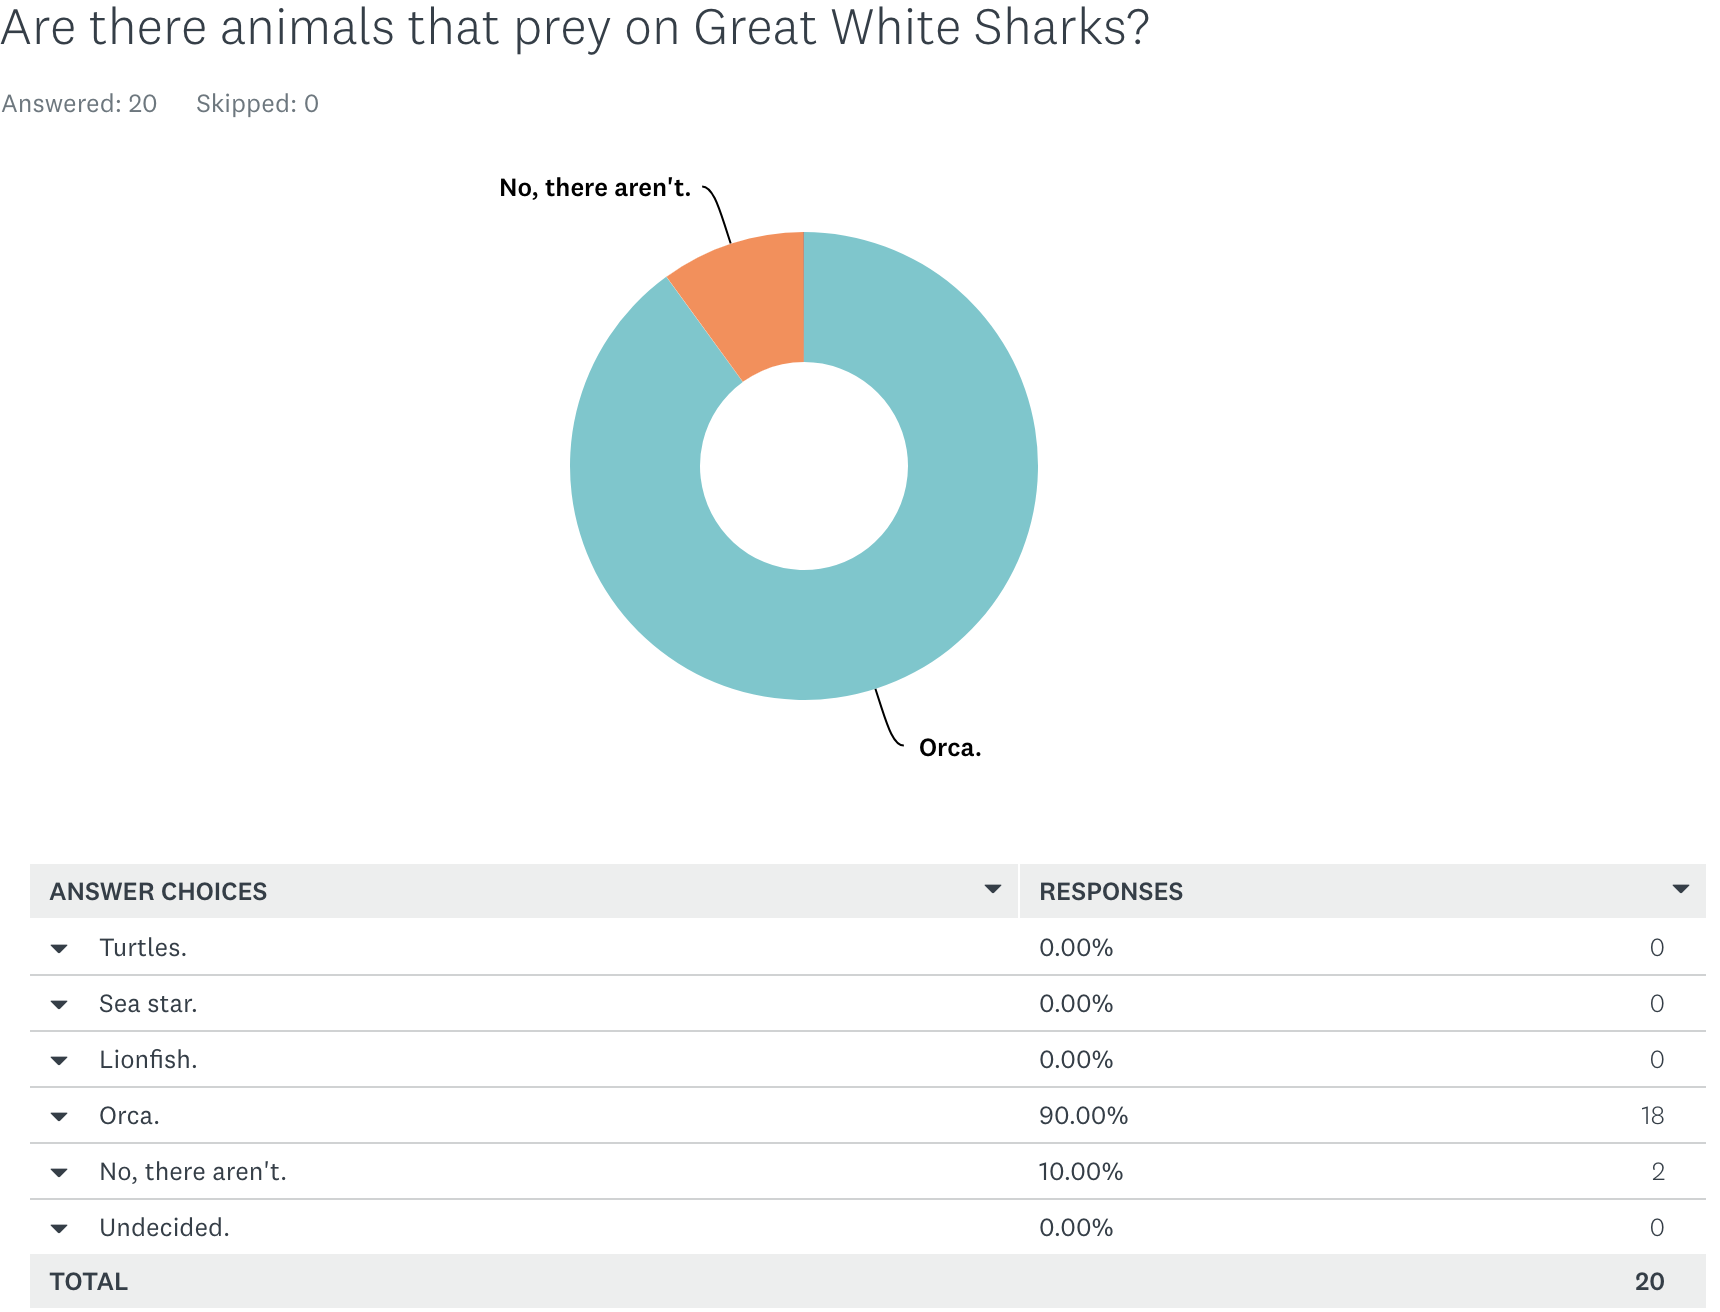 Are there animals that prey on Great White Sharks?
Answered: 20 Skipped: 0
No, there aren't.
Orca.
ANSWER CHOICES RESPONSES
Turtles. 0.00% 0
Sea star. 0.00% 0
Lionfish. 0.00% 0
Orca. 90.00% 18
No, there aren't. 10.00% 2
Undecided. 0.00% 0
TOTAL 20